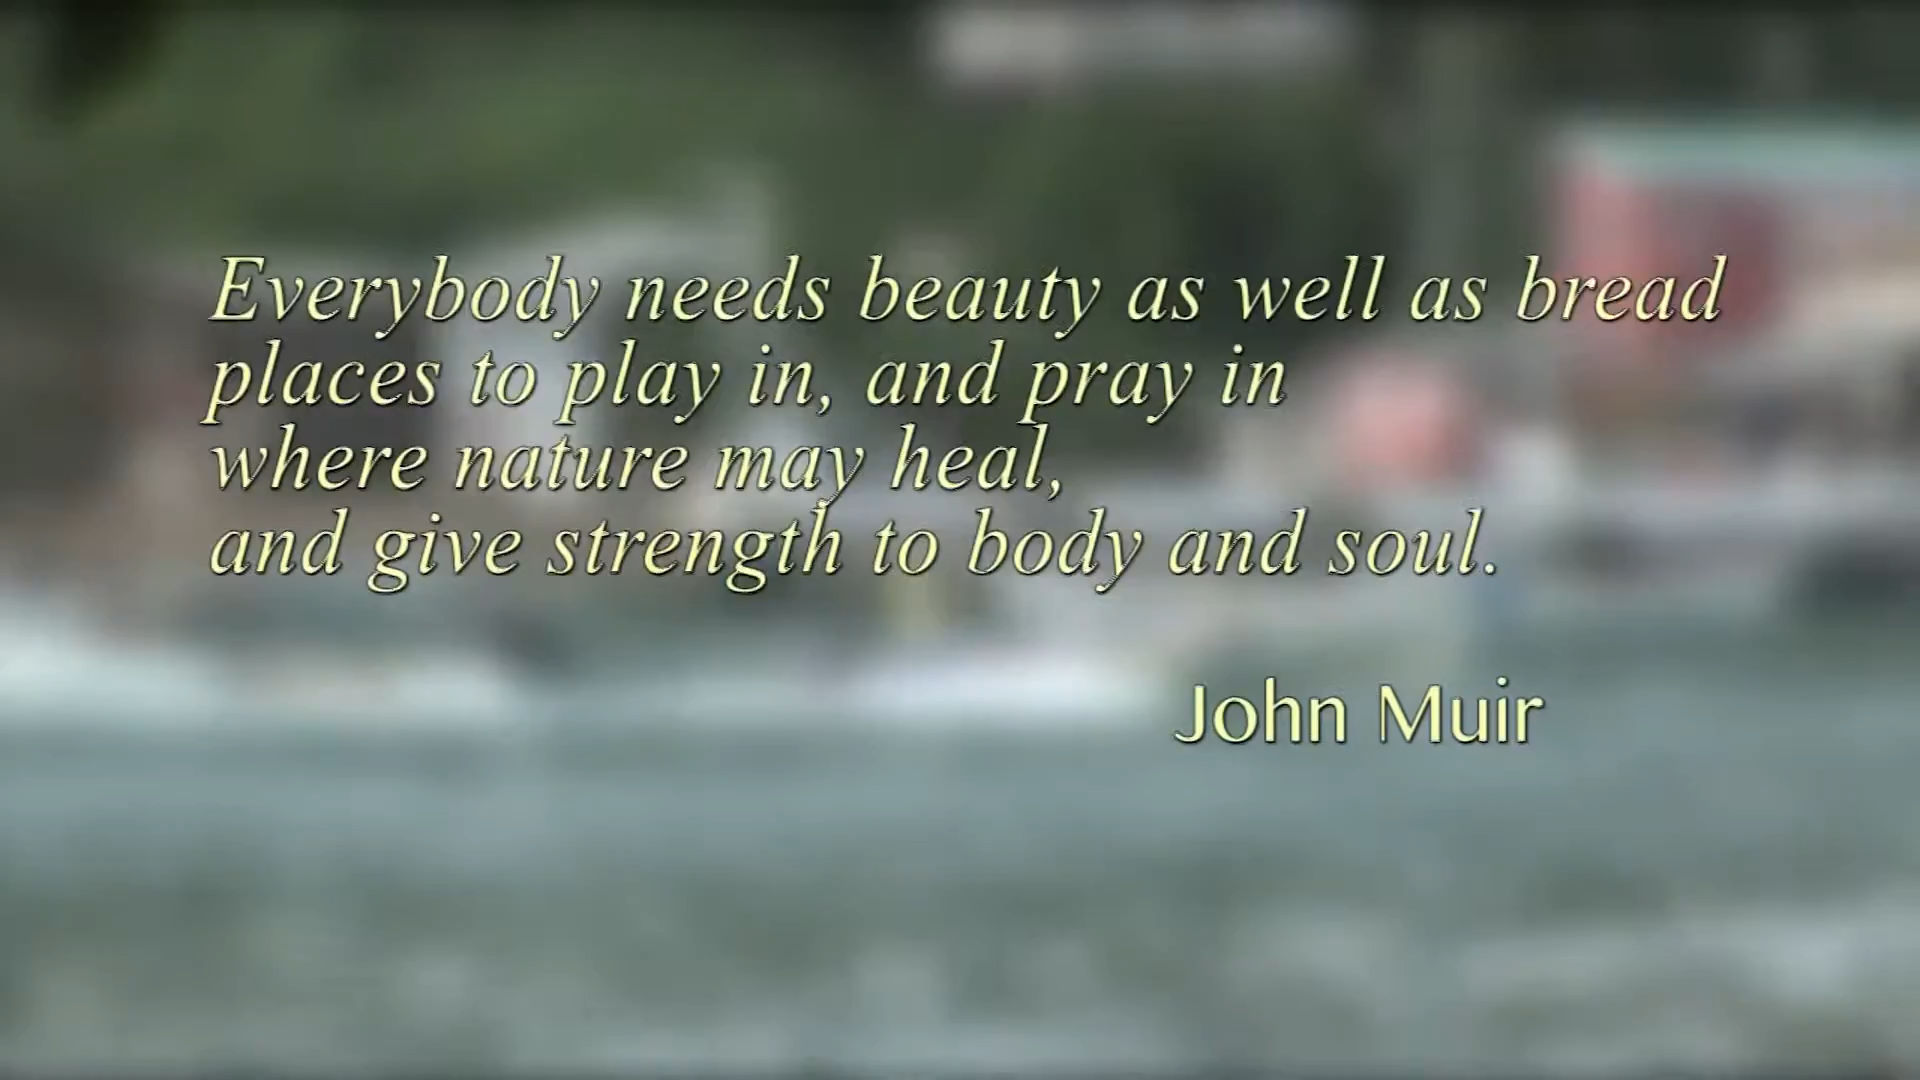 Everybody needs beauty as well as bread
places to play in, and pray in
where nature may heal,
and give strength to body and soul.
John Muir